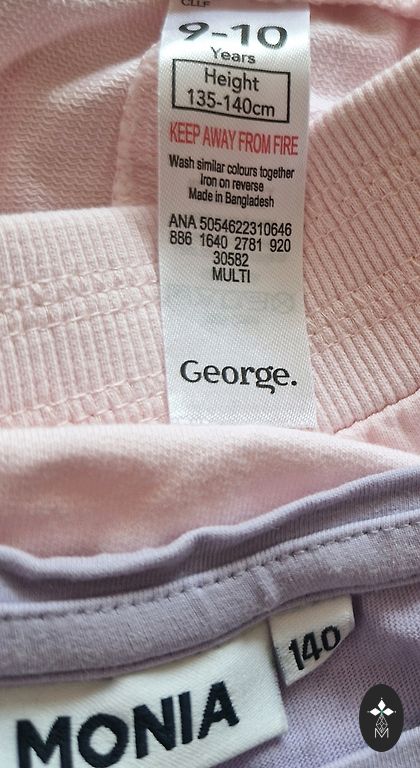 CLLF
9-10
Years
Height
135-140cm
KEEP AWAY FROM FIRE
Wash similar colours together
Iron on reverse
Made in Bangladesh
ANA 5054622310646
886 1640 2781 920
30582
MULTI
George.
140
MONIA
M